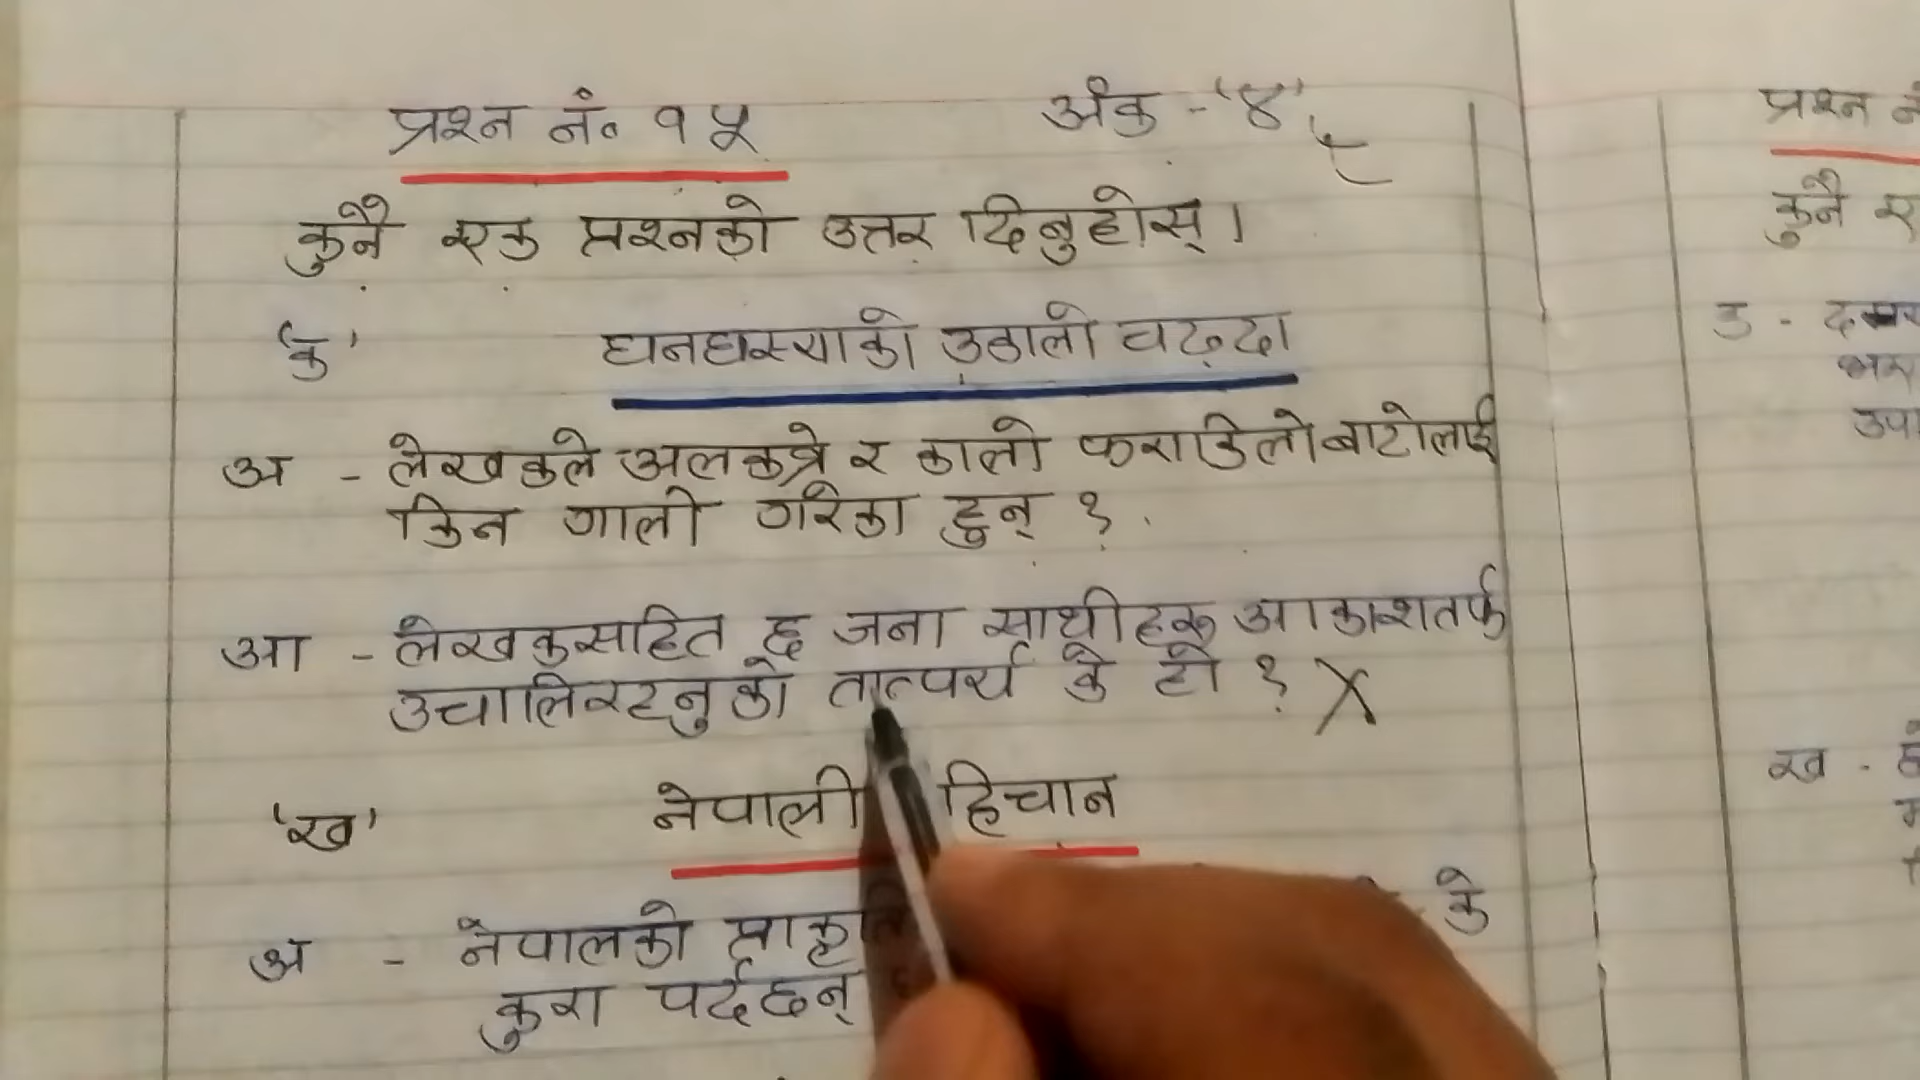 प्रश्न नं० १५ अंक - '४'
कुनै एक प्रश्नको उत्तर दिनुहोस् ।
'क' घनघस्याको उकालो चढ्दा
अ - लेखकले अलकत्रे र कालो फराकिलो बाटोलाई
किन गाली गरेका हुन् ?
आ - लेखकसहित छ जना साथीहरू आकाशतर्फ
उचालिरहनुको तात्पर्य के हो ? X
'ख' नेपाली हिचान
अ - नेपालको के
कुरा पर्दछन्
प्रश्न
कुनै
ख -